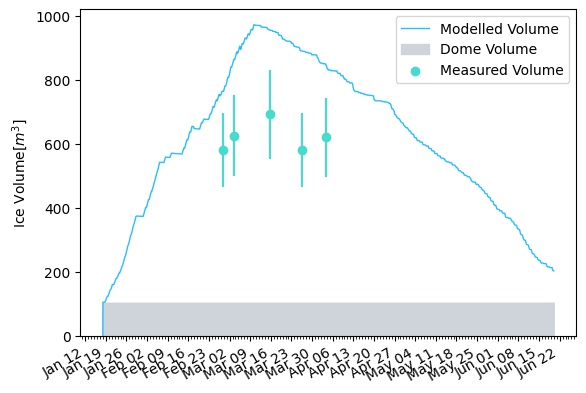 1000
800
600
400
200
0
Ice Volume[m³]
Modelled Volume
Dome Volume
Measured Volume
Jan 12
Jan 19
Jan 26
Feb 02
Feb 09
Feb 16
Feb 23
Mar 02
Mar 09
Mar 16
Mar 23
Mar 30
Apr 06
Apr 13
Apr 20
Apr 27
May 04
May 11
May 18
May 25
Jun 01
Jun 08
Jun 15
Jun 22